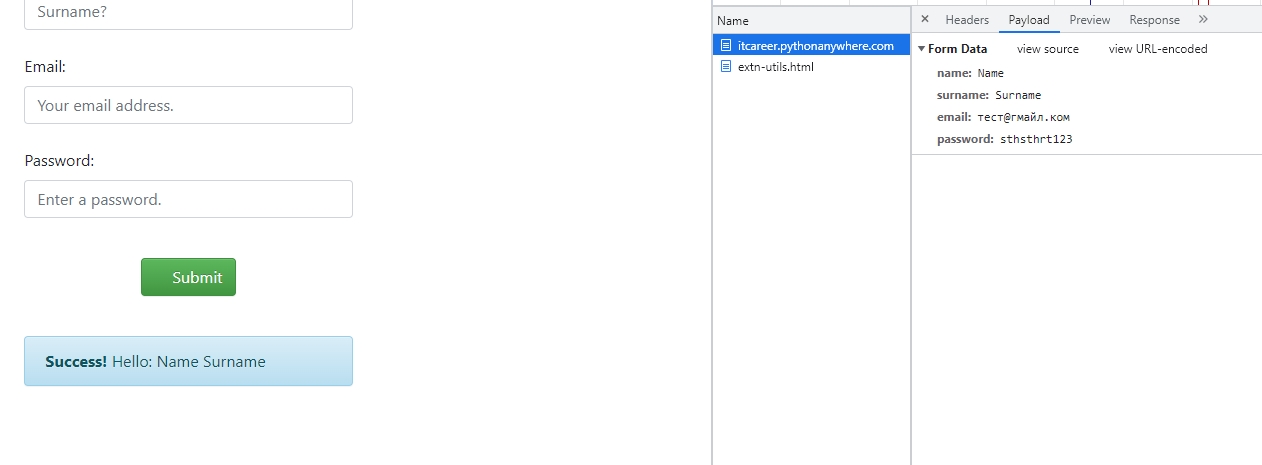 Surname?
Email:
Your email address.
Password:
Enter a password.
Submit
Success! Hello: Name Surname
Name
itcareer.pythonanywhere.com
extn-utils.html
× Headers Payload Preview Response »
▼ Form Data view source view URL-encoded
name: Name
surname: Surname
email: тест@гмайл.ком
password: sthsthrt123